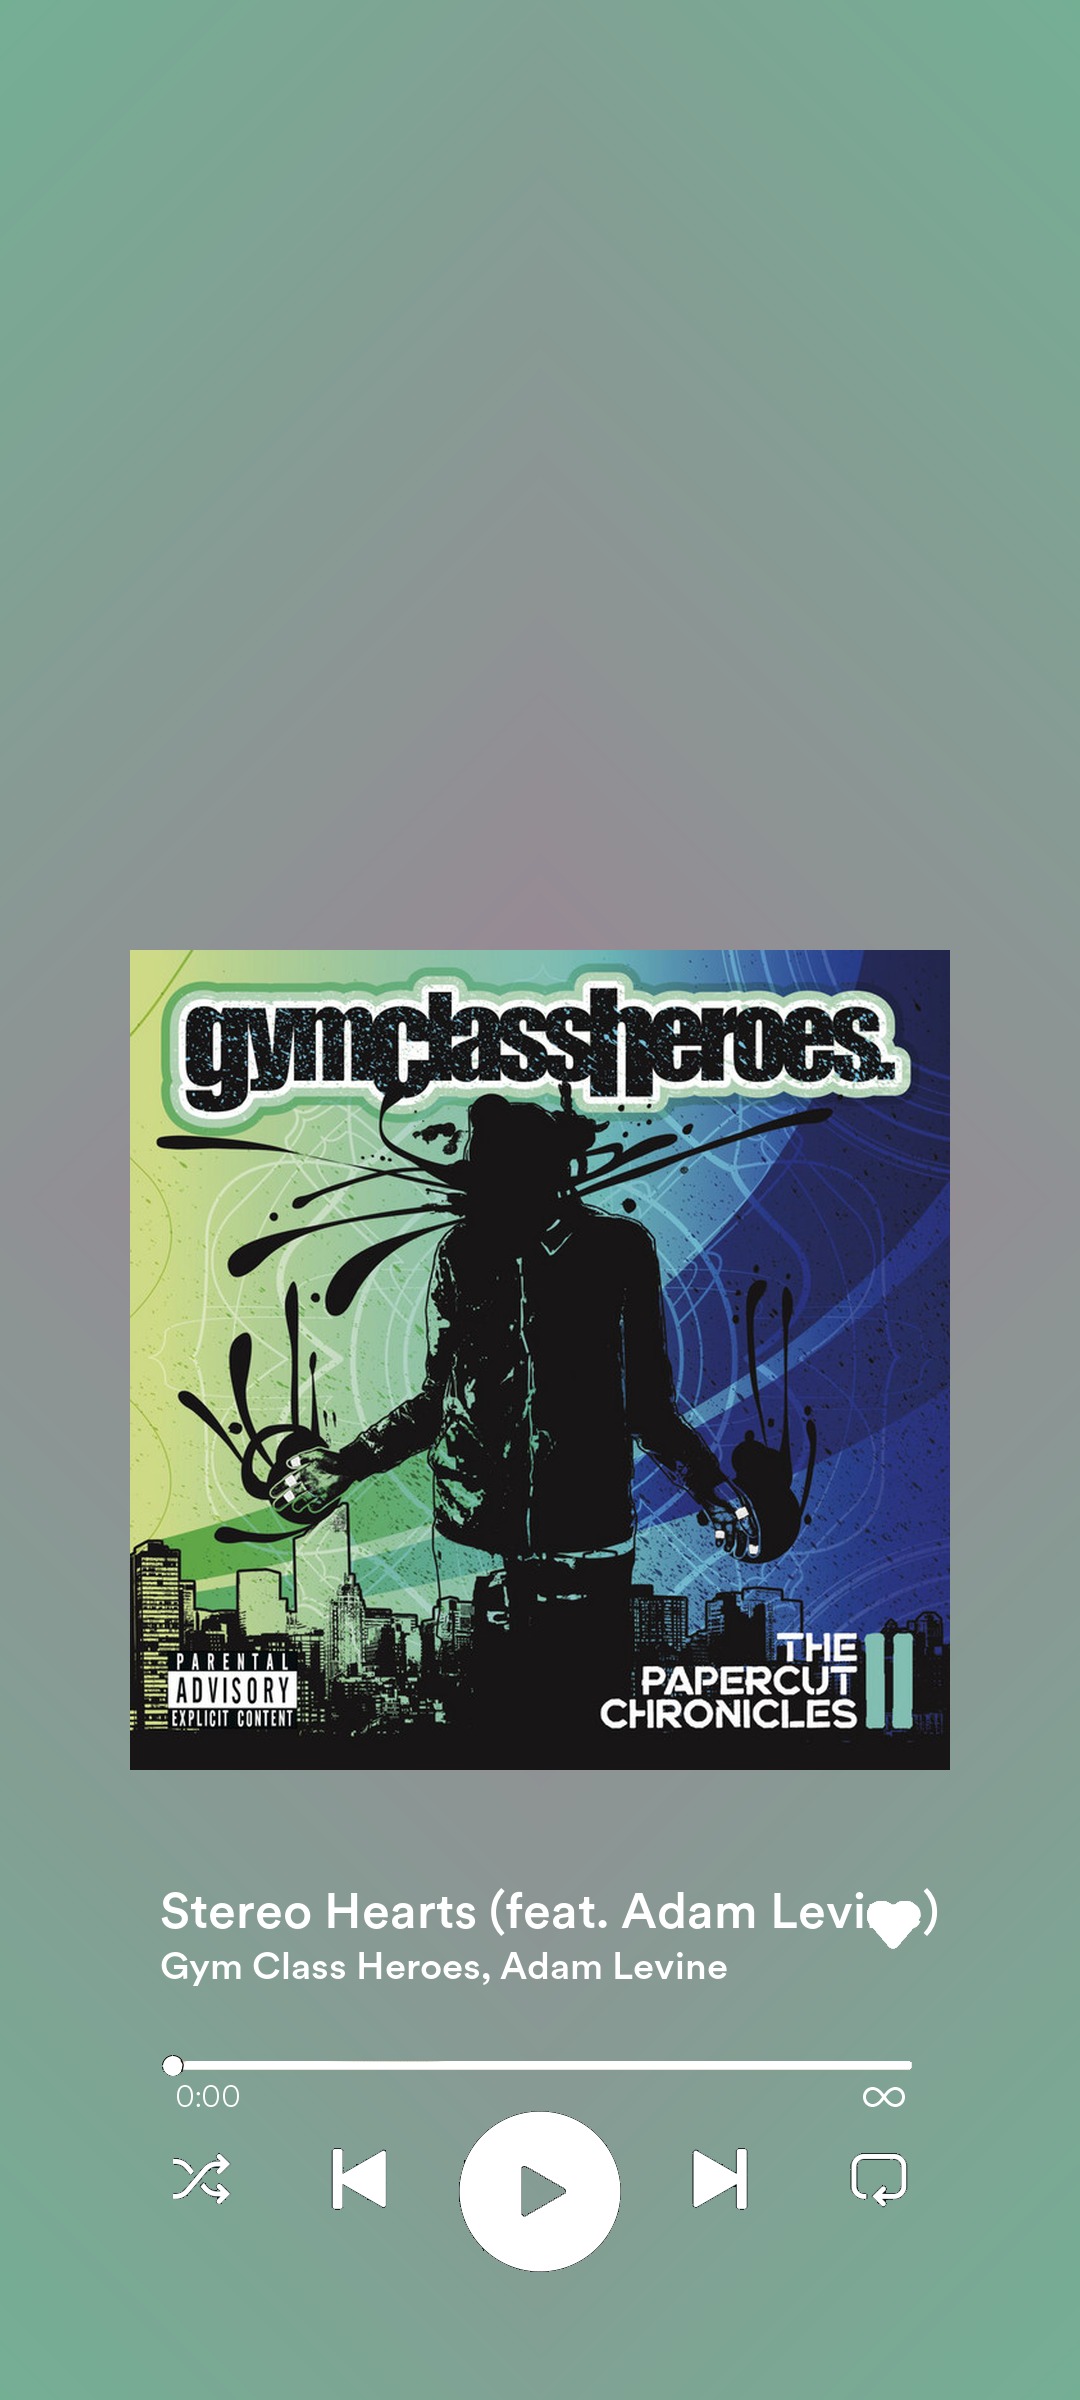 gymclassheroes.
PARENTAL
ADVISORY
EXPLICIT CONTENT
THE
PAPERCUT
CHRONICLES II
Stereo Hearts (feat. Adam Levine)
Gym Class Heroes, Adam Levine
0:00 ∞